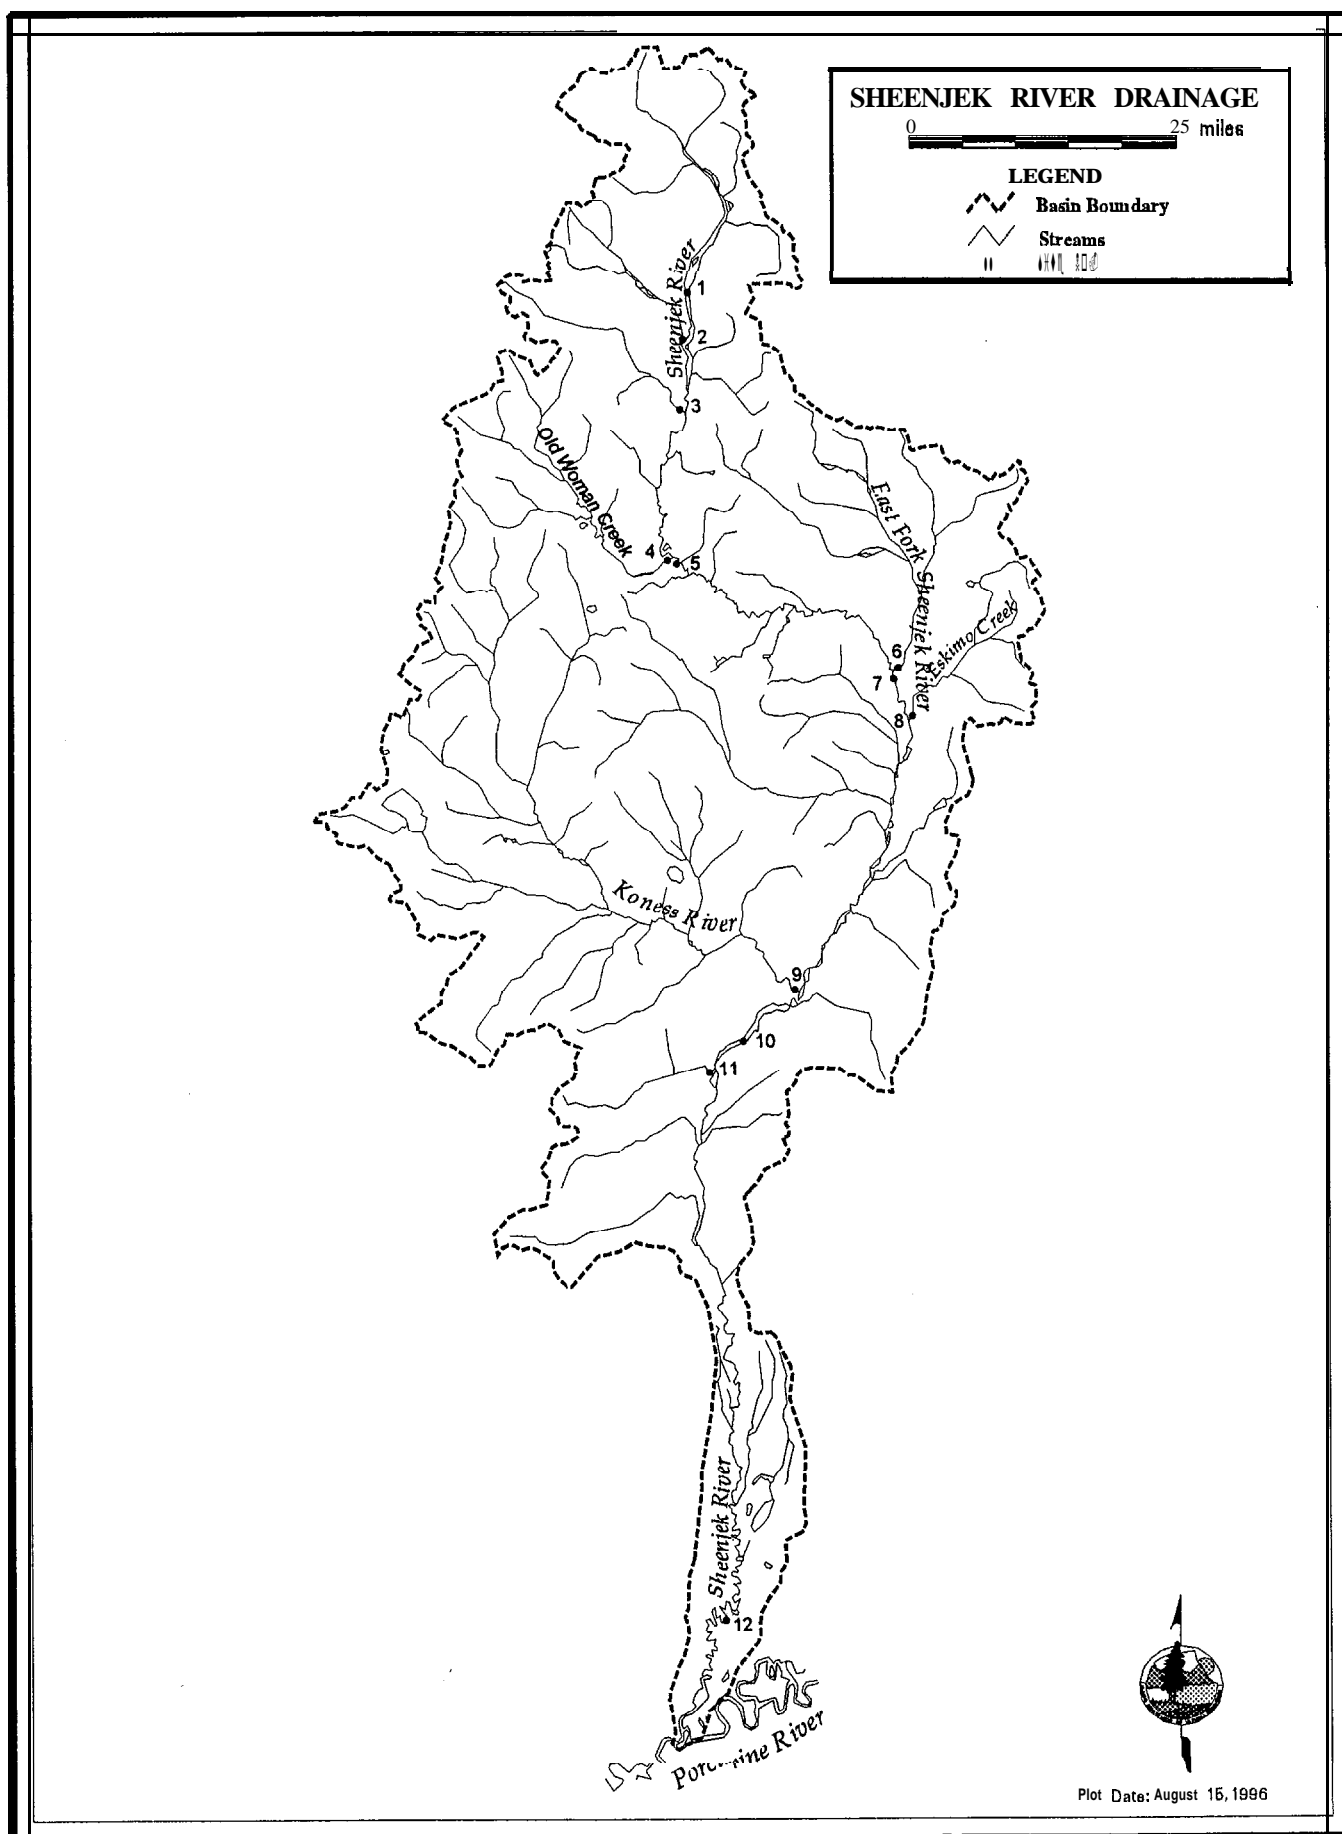 SHEENJEK RIVER DRAINAGE
0 25 miles
LEGEND
Basin Boundary
Streams
Sheenjek River
1
2
3
Old Woman Creek
East Fork Sheenjek River
4
5
Eskimo Creek
6
7
8
Koness River
9
10
11
Sheenjek River
12
River
Plot Date: August 15, 1996